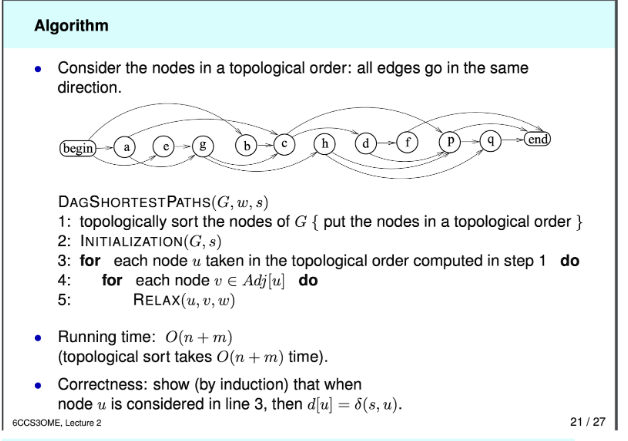 Algorithm
• Consider the nodes in a topological order: all edges go in the same
direction.
begin a e g b c h d f p q end
DAGSHORTESTPATHS(G, w, s)
1: topologically sort the nodes of G { put the nodes in a topological order }
2: INITIALIZATION(G, s)
3: for each node u taken in the topological order computed in step 1 do
4: for each node v ∈ Adj[u] do
5: RELAX(u, v, w)
• Running time: O(n + m)
(topological sort takes O(n + m) time).
• Correctness: show (by induction) that when
node u is considered in line 3, then d[u] = δ(s, u).
6CCS3OME, Lecture 2 21 / 27